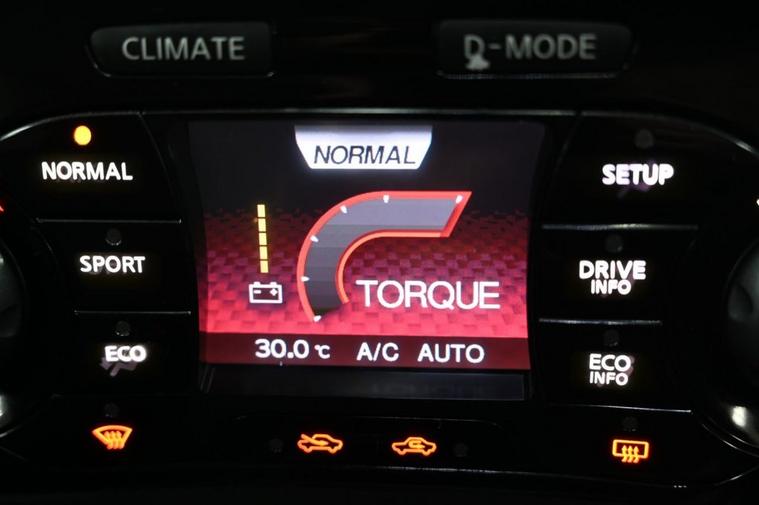 CLIMATE
D-MODE
NORMAL
NORMAL
SETUP
SPORT
DRIVE
INFO
TORQUE
ECO
30.0 °C A/C AUTO
ECO
INFO